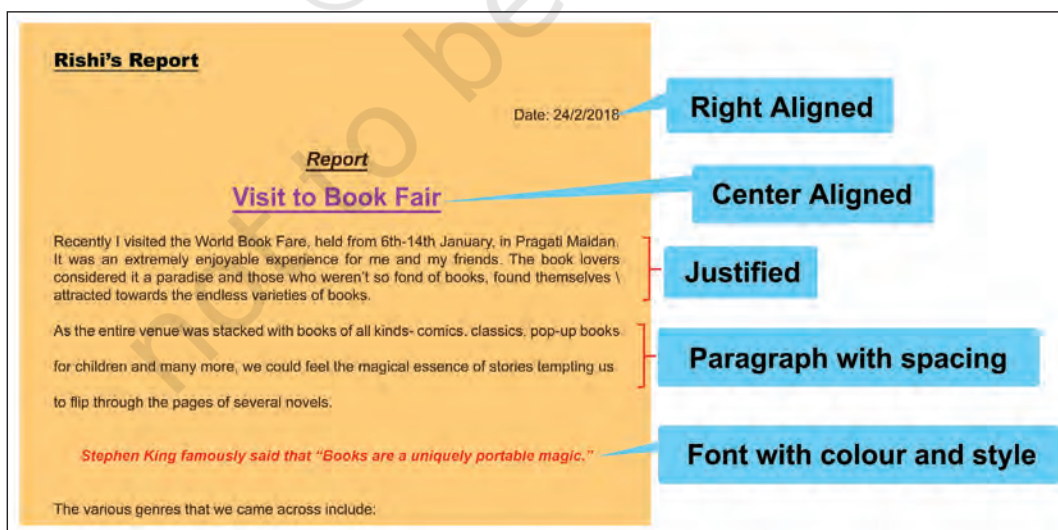 Rishi's Report
Date: 24/2/2018
Right Aligned
Report
Visit to Book Fair
Center Aligned
Recently I visited the World Book Fare, held from 6th-14th January, in Pragati Maidan.
It was an extremely enjoyable experience for me and my friends. The book lovers
considered it a paradise and those who weren't so fond of books, found themselves \
attracted towards the endless varieties of books.
Justified
As the entire venue was stacked with books of all kinds- comics. classics, pop-up books
for children and many more, we could feel the magical essence of stories tempting us
to flip through the pages of several novels.
Paragraph with spacing
Stephen King famously said that “Books are a uniquely portable magic.”
Font with colour and style
The various genres that we came across include:
not to be